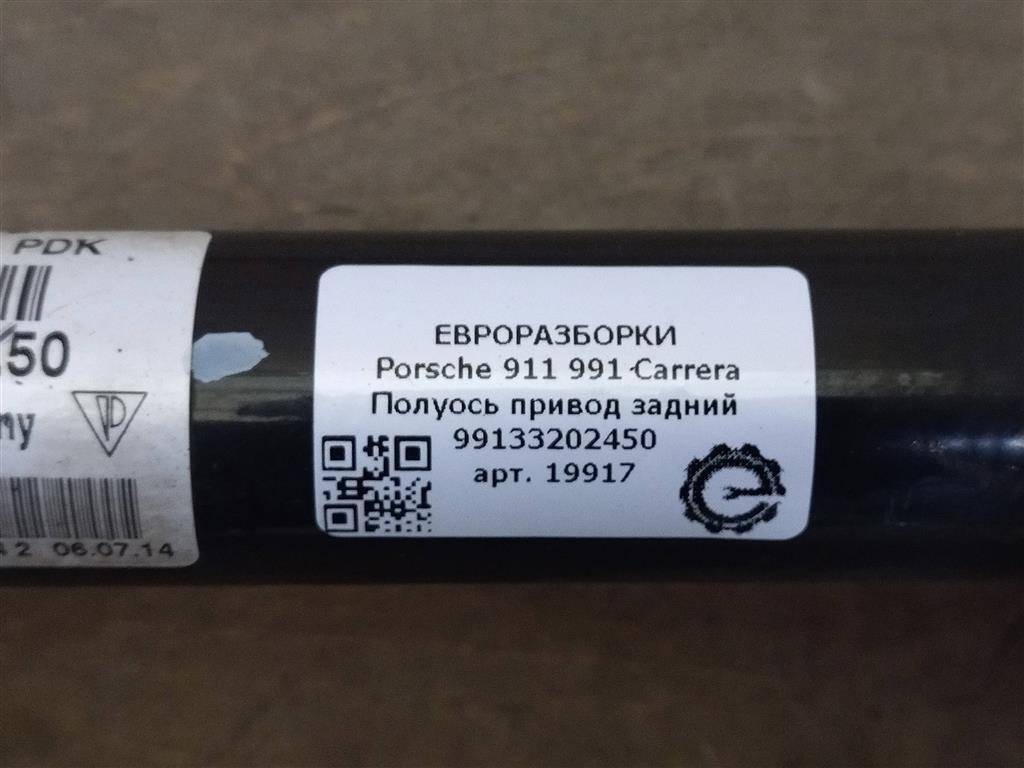 PDK
50
ny
2 06.07.14
ЕВРОРАЗБОРКИ
Porsche 911 991 Carrera
Полуось привод задний
99133202450
арт. 19917